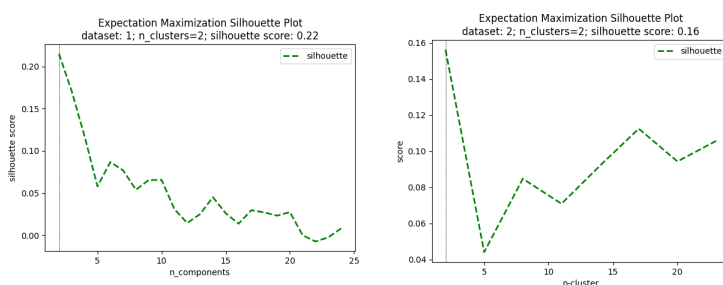 Expectation Maximization Silhouette Plot
dataset: 1; n_clusters=2; silhouette score: 0.22
silhouette
0.20
0.15
0.10
0.05
0.00
silhouette score
5
10
15
20
25
n_components
Expectation Maximization Silhouette Plot
dataset: 2; n_clusters=2; silhouette score: 0.16
silhouette
0.16
0.14
0.12
0.10
0.08
0.06
0.04
score
5
10
15
20
n-cluster